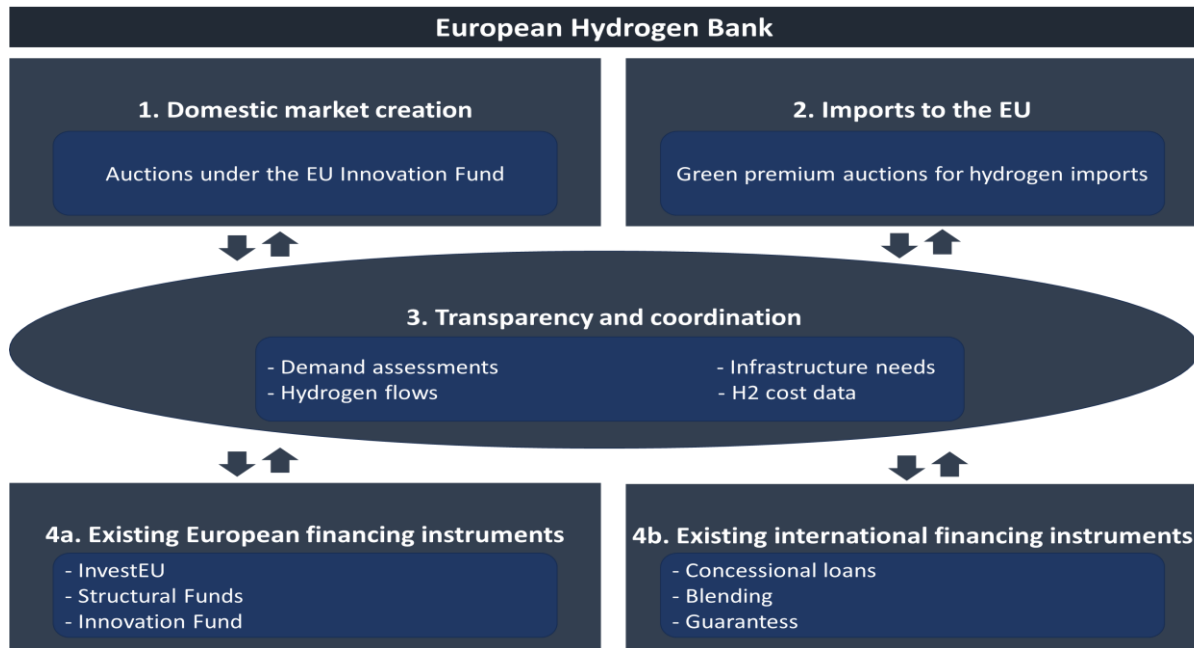 European Hydrogen Bank
1. Domestic market creation
Auctions under the EU Innovation Fund
2. Imports to the EU
Green premium auctions for hydrogen imports
3. Transparency and coordination
- Demand assessments
- Hydrogen flows
- Infrastructure needs
- H2 cost data
4a. Existing European financing instruments
- InvestEU
- Structural Funds
- Innovation Fund
4b. Existing international financing instruments
- Concessional loans
- Blending
- Guarantess